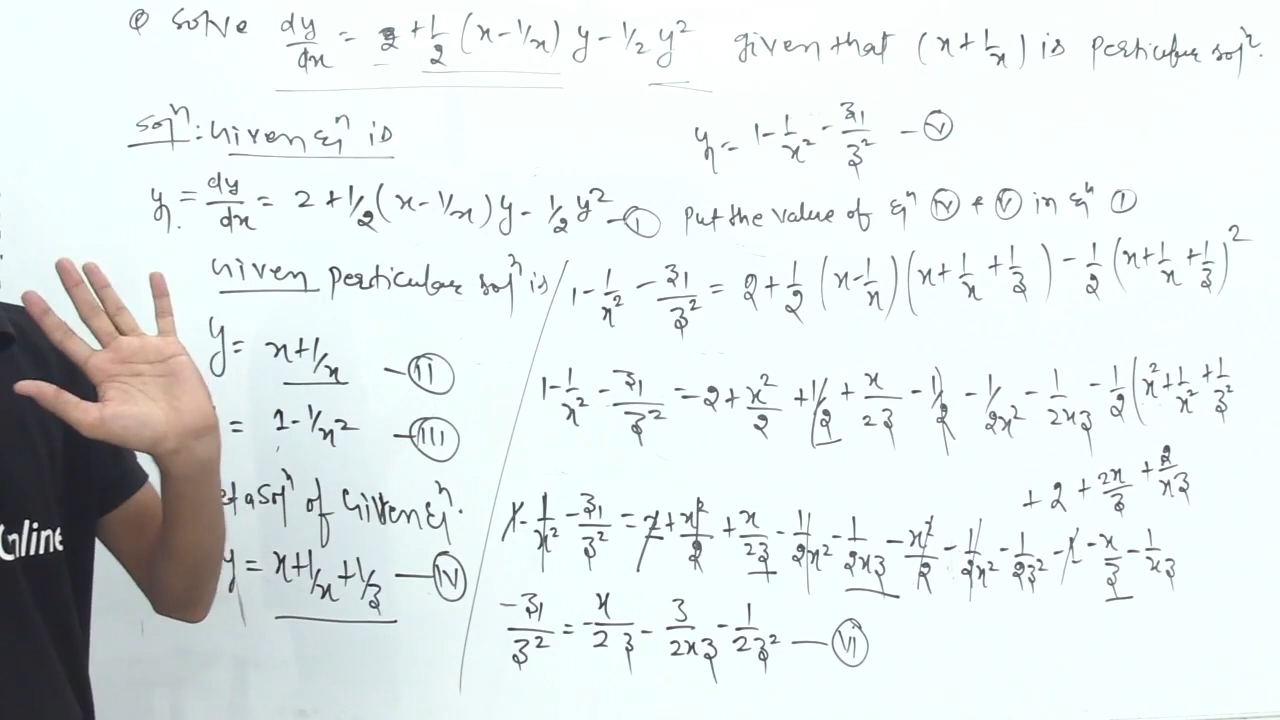 Q Solve dy/dx = 2 + 1/2 (x - 1/x) y - 1/2 y² given that (x + 1/x) is perticular solⁿ.
Solⁿ: Given Eqⁿ is
y₁ = dy/dx = 2 + 1/2 (x - 1/x) y - 1/2 y² — (I)
Given perticular solⁿ is
y = x + 1/x — (II)
= 1 - 1/x² — (III)
Let a Solⁿ of Given Eqⁿ.
y = x + 1/x + 1/z — (IV)
y₁ = 1 - 1/x² - z₁/z² — (V)
Put the value of Eqⁿ (IV) & (V) in Eqⁿ (I)
1 - 1/x² - z₁/z² = 2 + 1/2 (x - 1/x) (x + 1/x + 1/z) - 1/2 (x + 1/x + 1/z)²
1 - 1/x² - z₁/z² = 2 + x²/2 + 1/2 + x/2z - 1/2 - 1/2x² - 1/2xz - 1/2 (x² + 1/x² + 1/z²
+ 2 + 2x/z + 2/xz
1 - 1/x² - z₁/z² = 2 + x²/2 + x/2z - 1/2x² - 1/2xz - x²/2 - 1/2x² - 1/2z² - 1 - x/z - 1/xz
-z₁/z² = -x/2z - 3/2xz - 1/2z² — (VI)
Online